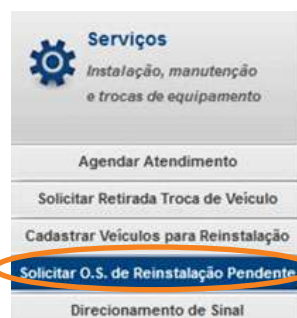 Serviços
Instalação, manutenção
e trocas de equipamento
Agendar Atendimento
Solicitar Retirada Troca de Veículo
Cadastrar Veículos para Reinstalação
Solicitar O.S. de Reinstalação Pendente
Direcionamento de Sinal